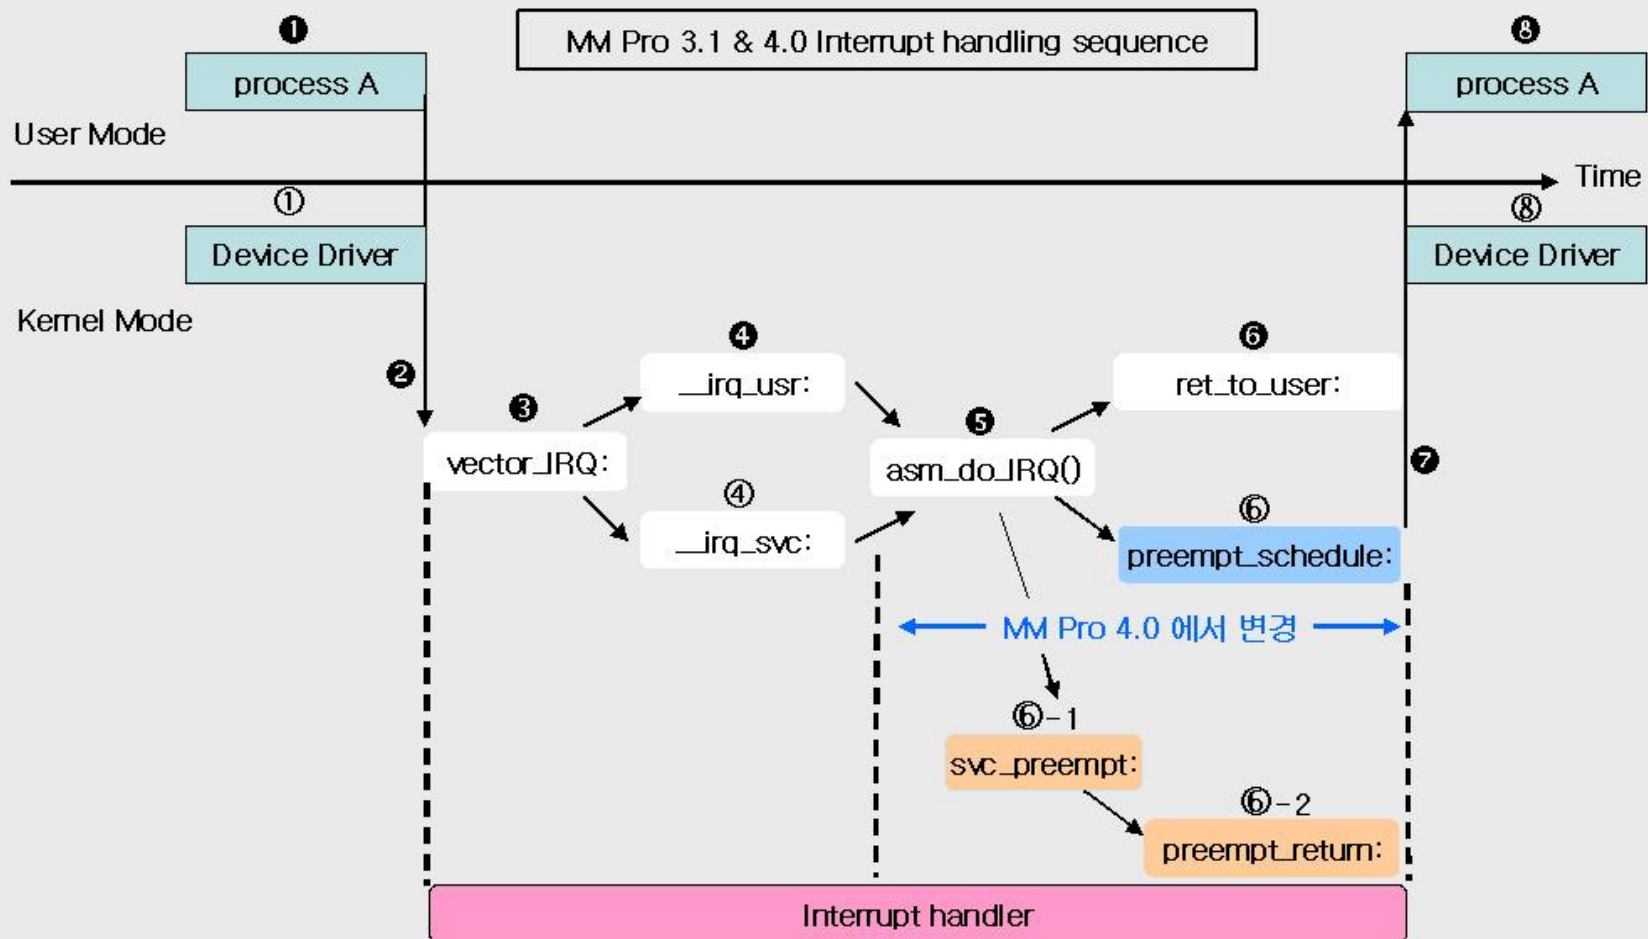 MM Pro 3.1 & 4.0 Interrupt handling sequence
❶
❽
process A
process A
User Mode
Time
①
⑧
Device Driver
Device Driver
Kernel Mode
❷
❸
vector_IRQ:
❹
__irq_usr:
④
__irq_svc:
❺
asm_do_IRQ()
❻
ret_to_user:
⑥
preempt_schedule:
❼
MM Pro 4.0 에서 변경
⑥-1
svc_preempt:
⑥-2
preempt_return:
Interrupt handler